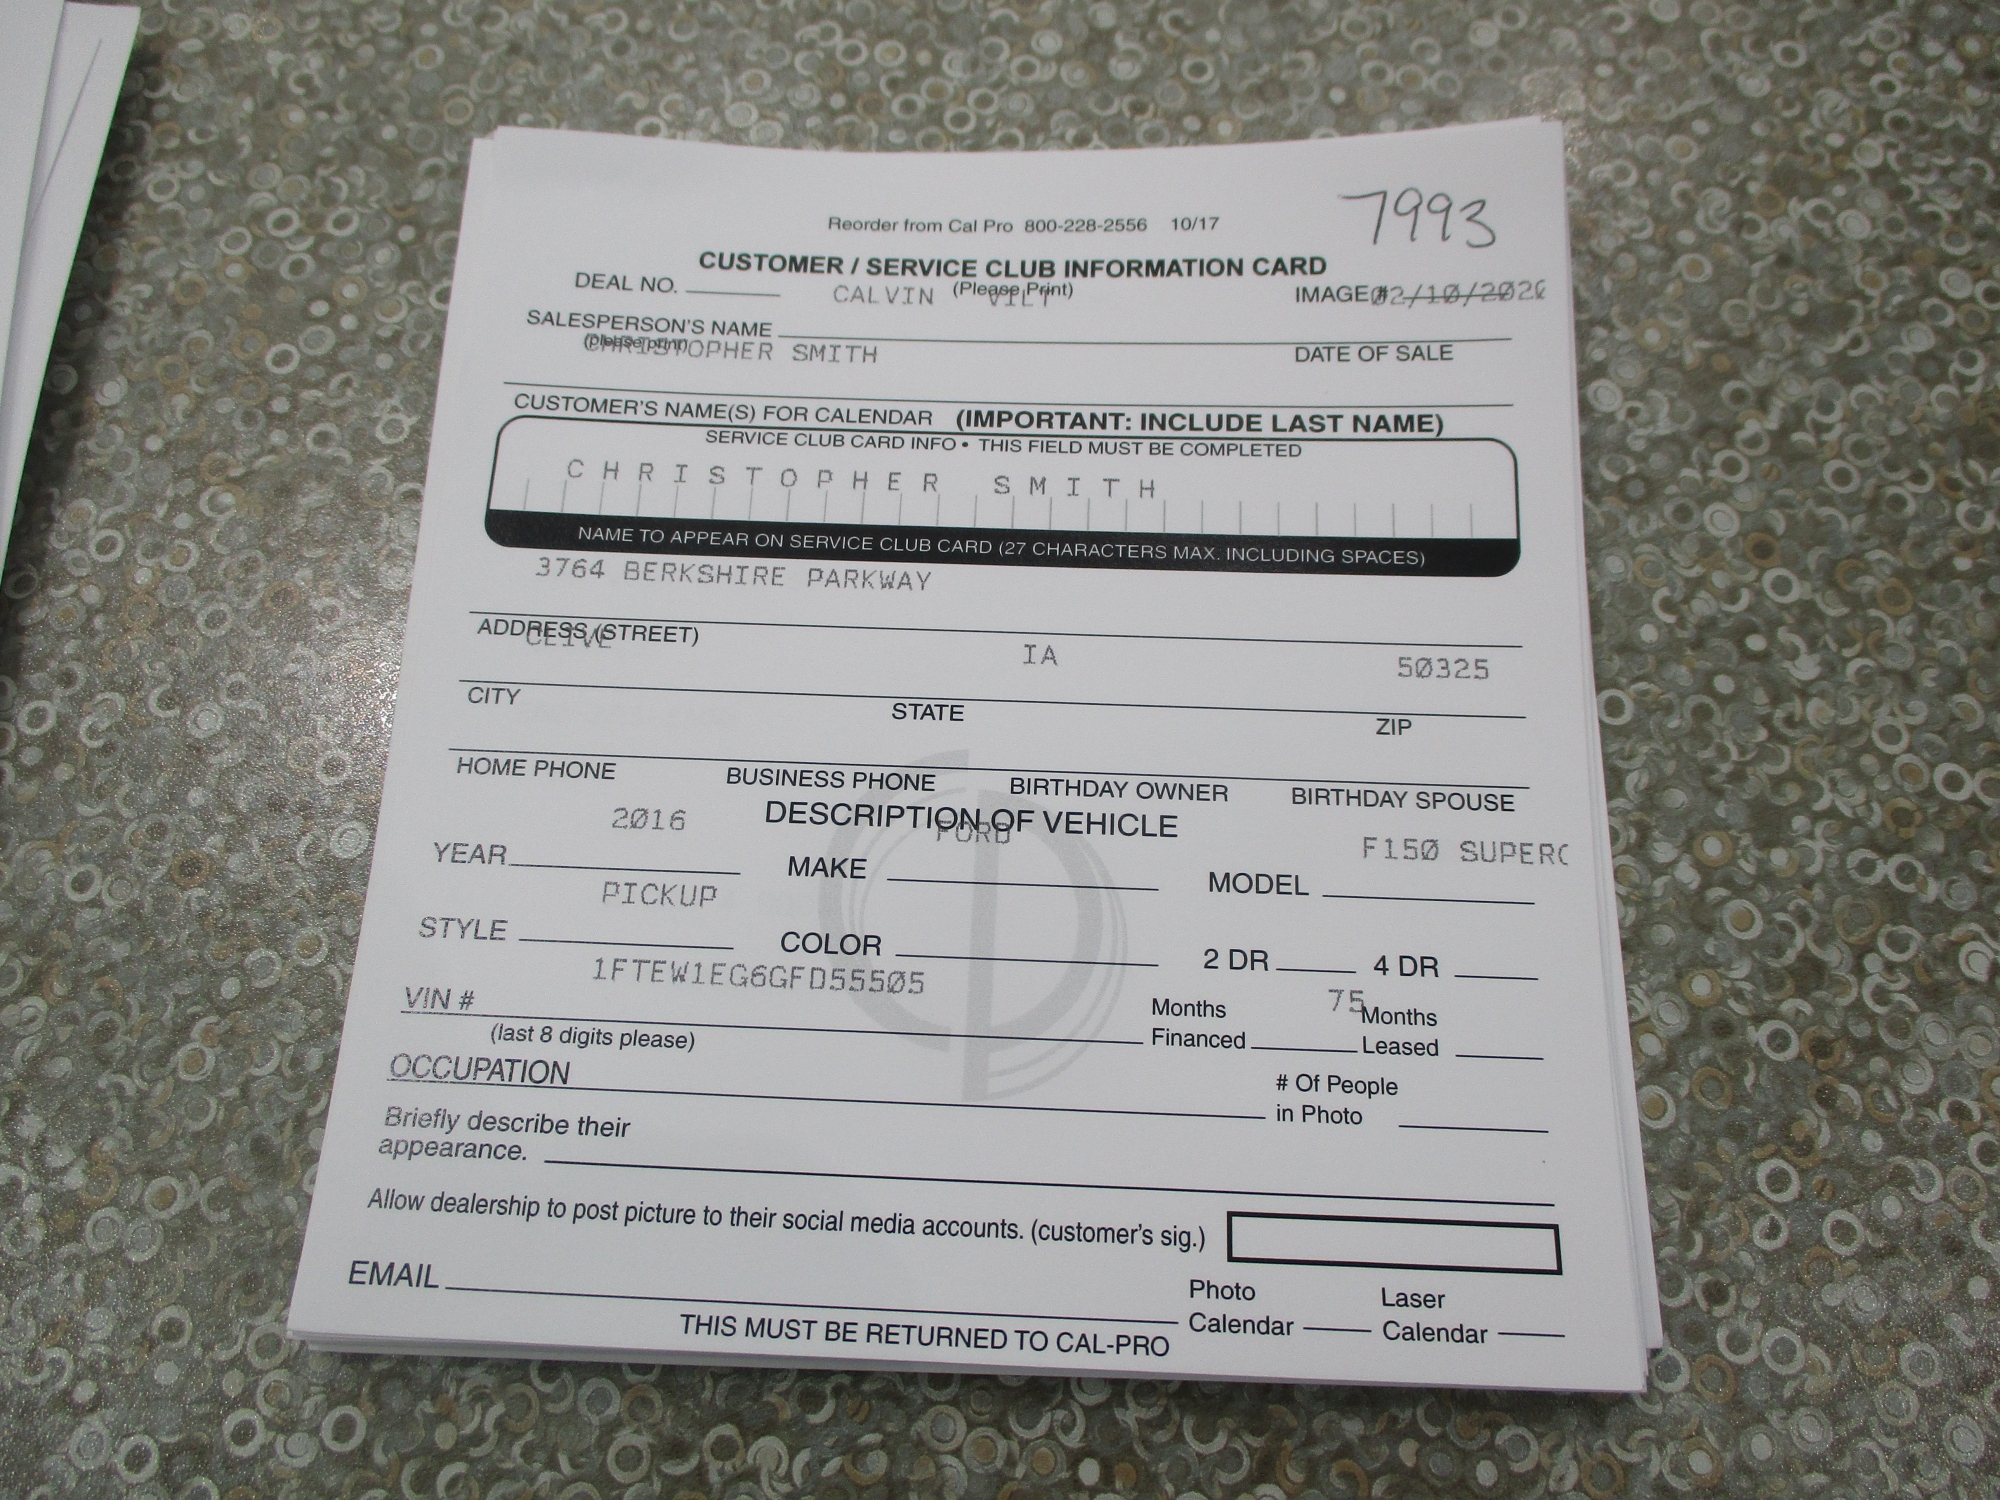 7993
Reorder from Cal Pro 800-228-2556 10/17
CUSTOMER / SERVICE CLUB INFORMATION CARD
(Please Print)
DEAL NO. CALVIN VILT IMAGE# 02/10/202
SALESPERSON'S NAME
(please print)
CHRISTOPHER SMITH DATE OF SALE
CUSTOMER'S NAME(S) FOR CALENDAR (IMPORTANT: INCLUDE LAST NAME)
SERVICE CLUB CARD INFO • THIS FIELD MUST BE COMPLETED
CHRISTOPHER SMITH
NAME TO APPEAR ON SERVICE CLUB CARD (27 CHARACTERS MAX. INCLUDING SPACES)
3764 BERKSHIRE PARKWAY
ADDRESS (STREET)
IA 50325
CITY STATE ZIP
HOME PHONE BUSINESS PHONE BIRTHDAY OWNER BIRTHDAY SPOUSE
DESCRIPTION OF VEHICLE
2016 FORD F150 SUPERC
YEAR MAKE MODEL
PICKUP
STYLE COLOR 2 DR 4 DR
1FTEW1EG6GFD55505 75
VIN # Months Financed Months Leased
(last 8 digits please)
OCCUPATION # Of People in Photo
Briefly describe their
appearance.
Allow dealership to post picture to their social media accounts. (customer's sig.)
EMAIL Photo Calendar Laser Calendar
THIS MUST BE RETURNED TO CAL-PRO